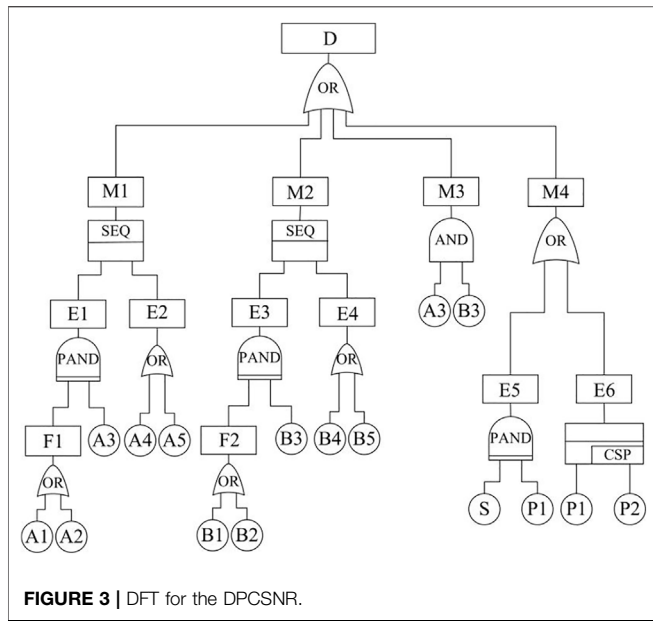 D
OR
M1 M2 M3 M4
SEQ SEQ AND OR
E1 E2 E3 E4
A3 B3
PAND OR PAND OR
E5 E6
F1 A3 A4 A5 F2 B3 B4 B5
PAND CSP
OR OR
S P1 P1 P2
A1 A2 B1 B2
FIGURE 3 | DFT for the DPCSNR.